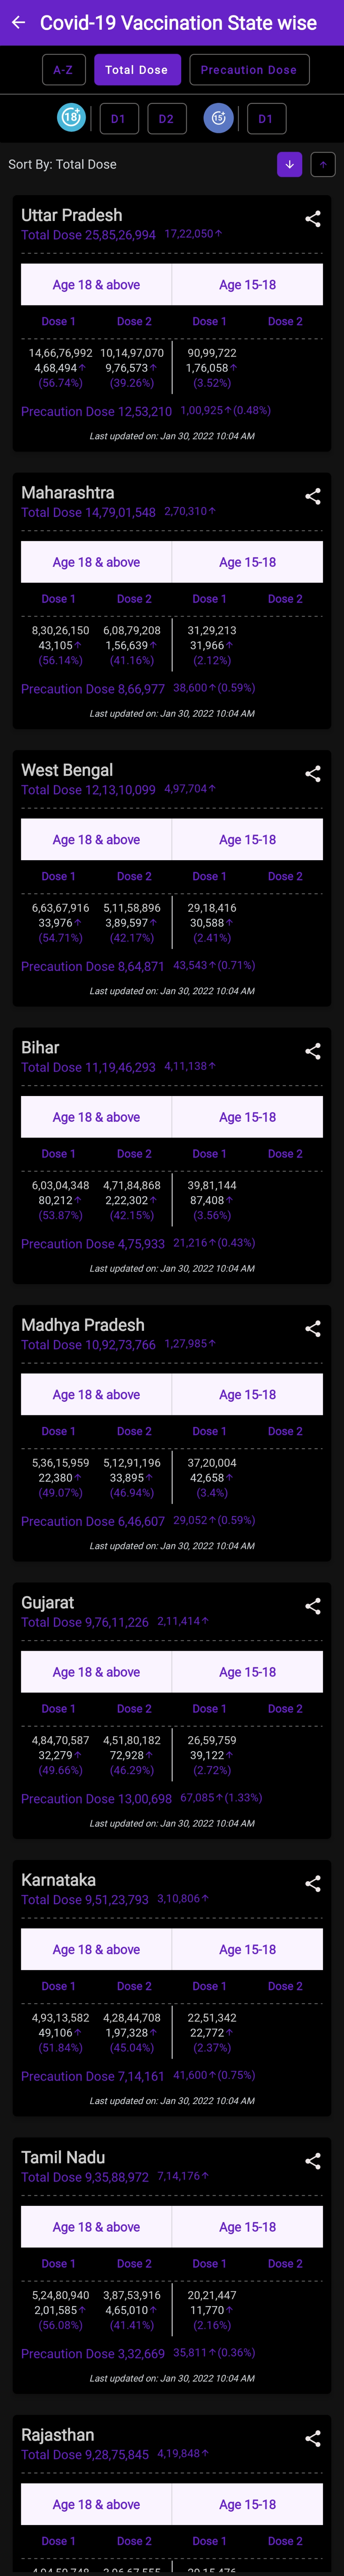 Covid-19 Vaccination State wise
A-Z Total Dose Precaution Dose
18 D1 D2 15 D1
Sort By: Total Dose
Uttar Pradesh
Total Dose 25,85,26,994 17,22,050↑
Age 18 & above Age 15-18
Dose 1 Dose 2 Dose 1 Dose 2
14,66,76,992 10,14,97,070 90,99,722
4,68,494↑ 9,76,573↑ 1,76,058↑
(56.74%) (39.26%) (3.52%)
Precaution Dose 12,53,210 1,00,925↑(0.48%)
Last updated on: Jan 30, 2022 10:04 AM
Maharashtra
Total Dose 14,79,01,548 2,70,310↑
Age 18 & above Age 15-18
Dose 1 Dose 2 Dose 1 Dose 2
8,30,26,150 6,08,79,208 31,29,213
43,105↑ 1,56,639↑ 31,966↑
(56.14%) (41.16%) (2.12%)
Precaution Dose 8,66,977 38,600↑(0.59%)
Last updated on: Jan 30, 2022 10:04 AM
West Bengal
Total Dose 12,13,10,099 4,97,704↑
Age 18 & above Age 15-18
Dose 1 Dose 2 Dose 1 Dose 2
6,63,67,916 5,11,58,896 29,18,416
33,976↑ 3,89,597↑ 30,588↑
(54.71%) (42.17%) (2.41%)
Precaution Dose 8,64,871 43,543↑(0.71%)
Last updated on: Jan 30, 2022 10:04 AM
Bihar
Total Dose 11,19,46,293 4,11,138↑
Age 18 & above Age 15-18
Dose 1 Dose 2 Dose 1 Dose 2
6,03,04,348 4,71,84,868 39,81,144
80,212↑ 2,22,302↑ 87,408↑
(53.87%) (42.15%) (3.56%)
Precaution Dose 4,75,933 21,216↑(0.43%)
Last updated on: Jan 30, 2022 10:04 AM
Madhya Pradesh
Total Dose 10,92,73,766 1,27,985↑
Age 18 & above Age 15-18
Dose 1 Dose 2 Dose 1 Dose 2
5,36,15,959 5,12,91,196 37,20,004
22,380↑ 33,895↑ 42,658↑
(49.07%) (46.94%) (3.4%)
Precaution Dose 6,46,607 29,052↑(0.59%)
Last updated on: Jan 30, 2022 10:04 AM
Gujarat
Total Dose 9,76,11,226 2,11,414↑
Age 18 & above Age 15-18
Dose 1 Dose 2 Dose 1 Dose 2
4,84,70,587 4,51,80,182 26,59,759
32,279↑ 72,928↑ 39,122↑
(49.66%) (46.29%) (2.72%)
Precaution Dose 13,00,698 67,085↑(1.33%)
Last updated on: Jan 30, 2022 10:04 AM
Karnataka
Total Dose 9,51,23,793 3,10,806↑
Age 18 & above Age 15-18
Dose 1 Dose 2 Dose 1 Dose 2
4,93,13,582 4,28,44,708 22,51,342
49,106↑ 1,97,328↑ 22,772↑
(51.84%) (45.04%) (2.37%)
Precaution Dose 7,14,161 41,600↑(0.75%)
Last updated on: Jan 30, 2022 10:04 AM
Tamil Nadu
Total Dose 9,35,88,972 7,14,176↑
Age 18 & above Age 15-18
Dose 1 Dose 2 Dose 1 Dose 2
5,24,80,940 3,87,53,916 20,21,447
2,01,585↑ 4,65,010↑ 11,770↑
(56.08%) (41.41%) (2.16%)
Precaution Dose 3,32,669 35,811↑(0.36%)
Last updated on: Jan 30, 2022 10:04 AM
Rajasthan
Total Dose 9,28,75,845 4,19,848↑
Age 18 & above Age 15-18
Dose 1 Dose 2 Dose 1 Dose 2